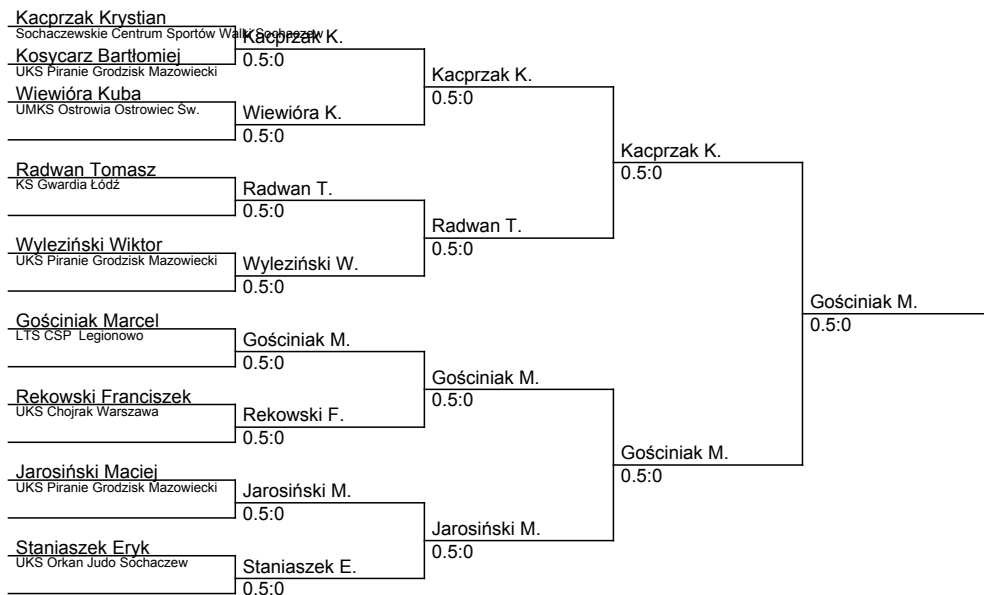 Kacprzak Krystian
Sochaczewskie Centrum Sportów Walki Sochaczew
Kosycarz Bartłomiej
UKS Piranie Grodzisk Mazowiecki
Wiewióra Kuba
UMKS Ostrowia Ostrowiec Św.
Radwan Tomasz
KS Gwardia Łódź
Wyleziński Wiktor
UKS Piranie Grodzisk Mazowiecki
Gościniak Marcel
LTS CSP  Legionowo
Rekowski Franciszek
UKS Chojrak Warszawa
Jarosiński Maciej
UKS Piranie Grodzisk Mazowiecki
Staniaszek Eryk
UKS Orkan Judo Sochaczew
Kacprzak K.
0.5:0
Wiewióra K.
0.5:0
Radwan T.
0.5:0
Wyleziński W.
0.5:0
Gościniak M.
0.5:0
Rekowski F.
0.5:0
Jarosiński M.
0.5:0
Staniaszek E.
0.5:0
Kacprzak K.
0.5:0
Radwan T.
0.5:0
Gościniak M.
0.5:0
Jarosiński M.
0.5:0
Kacprzak K.
0.5:0
Gościniak M.
0.5:0
Gościniak M.
0.5:0